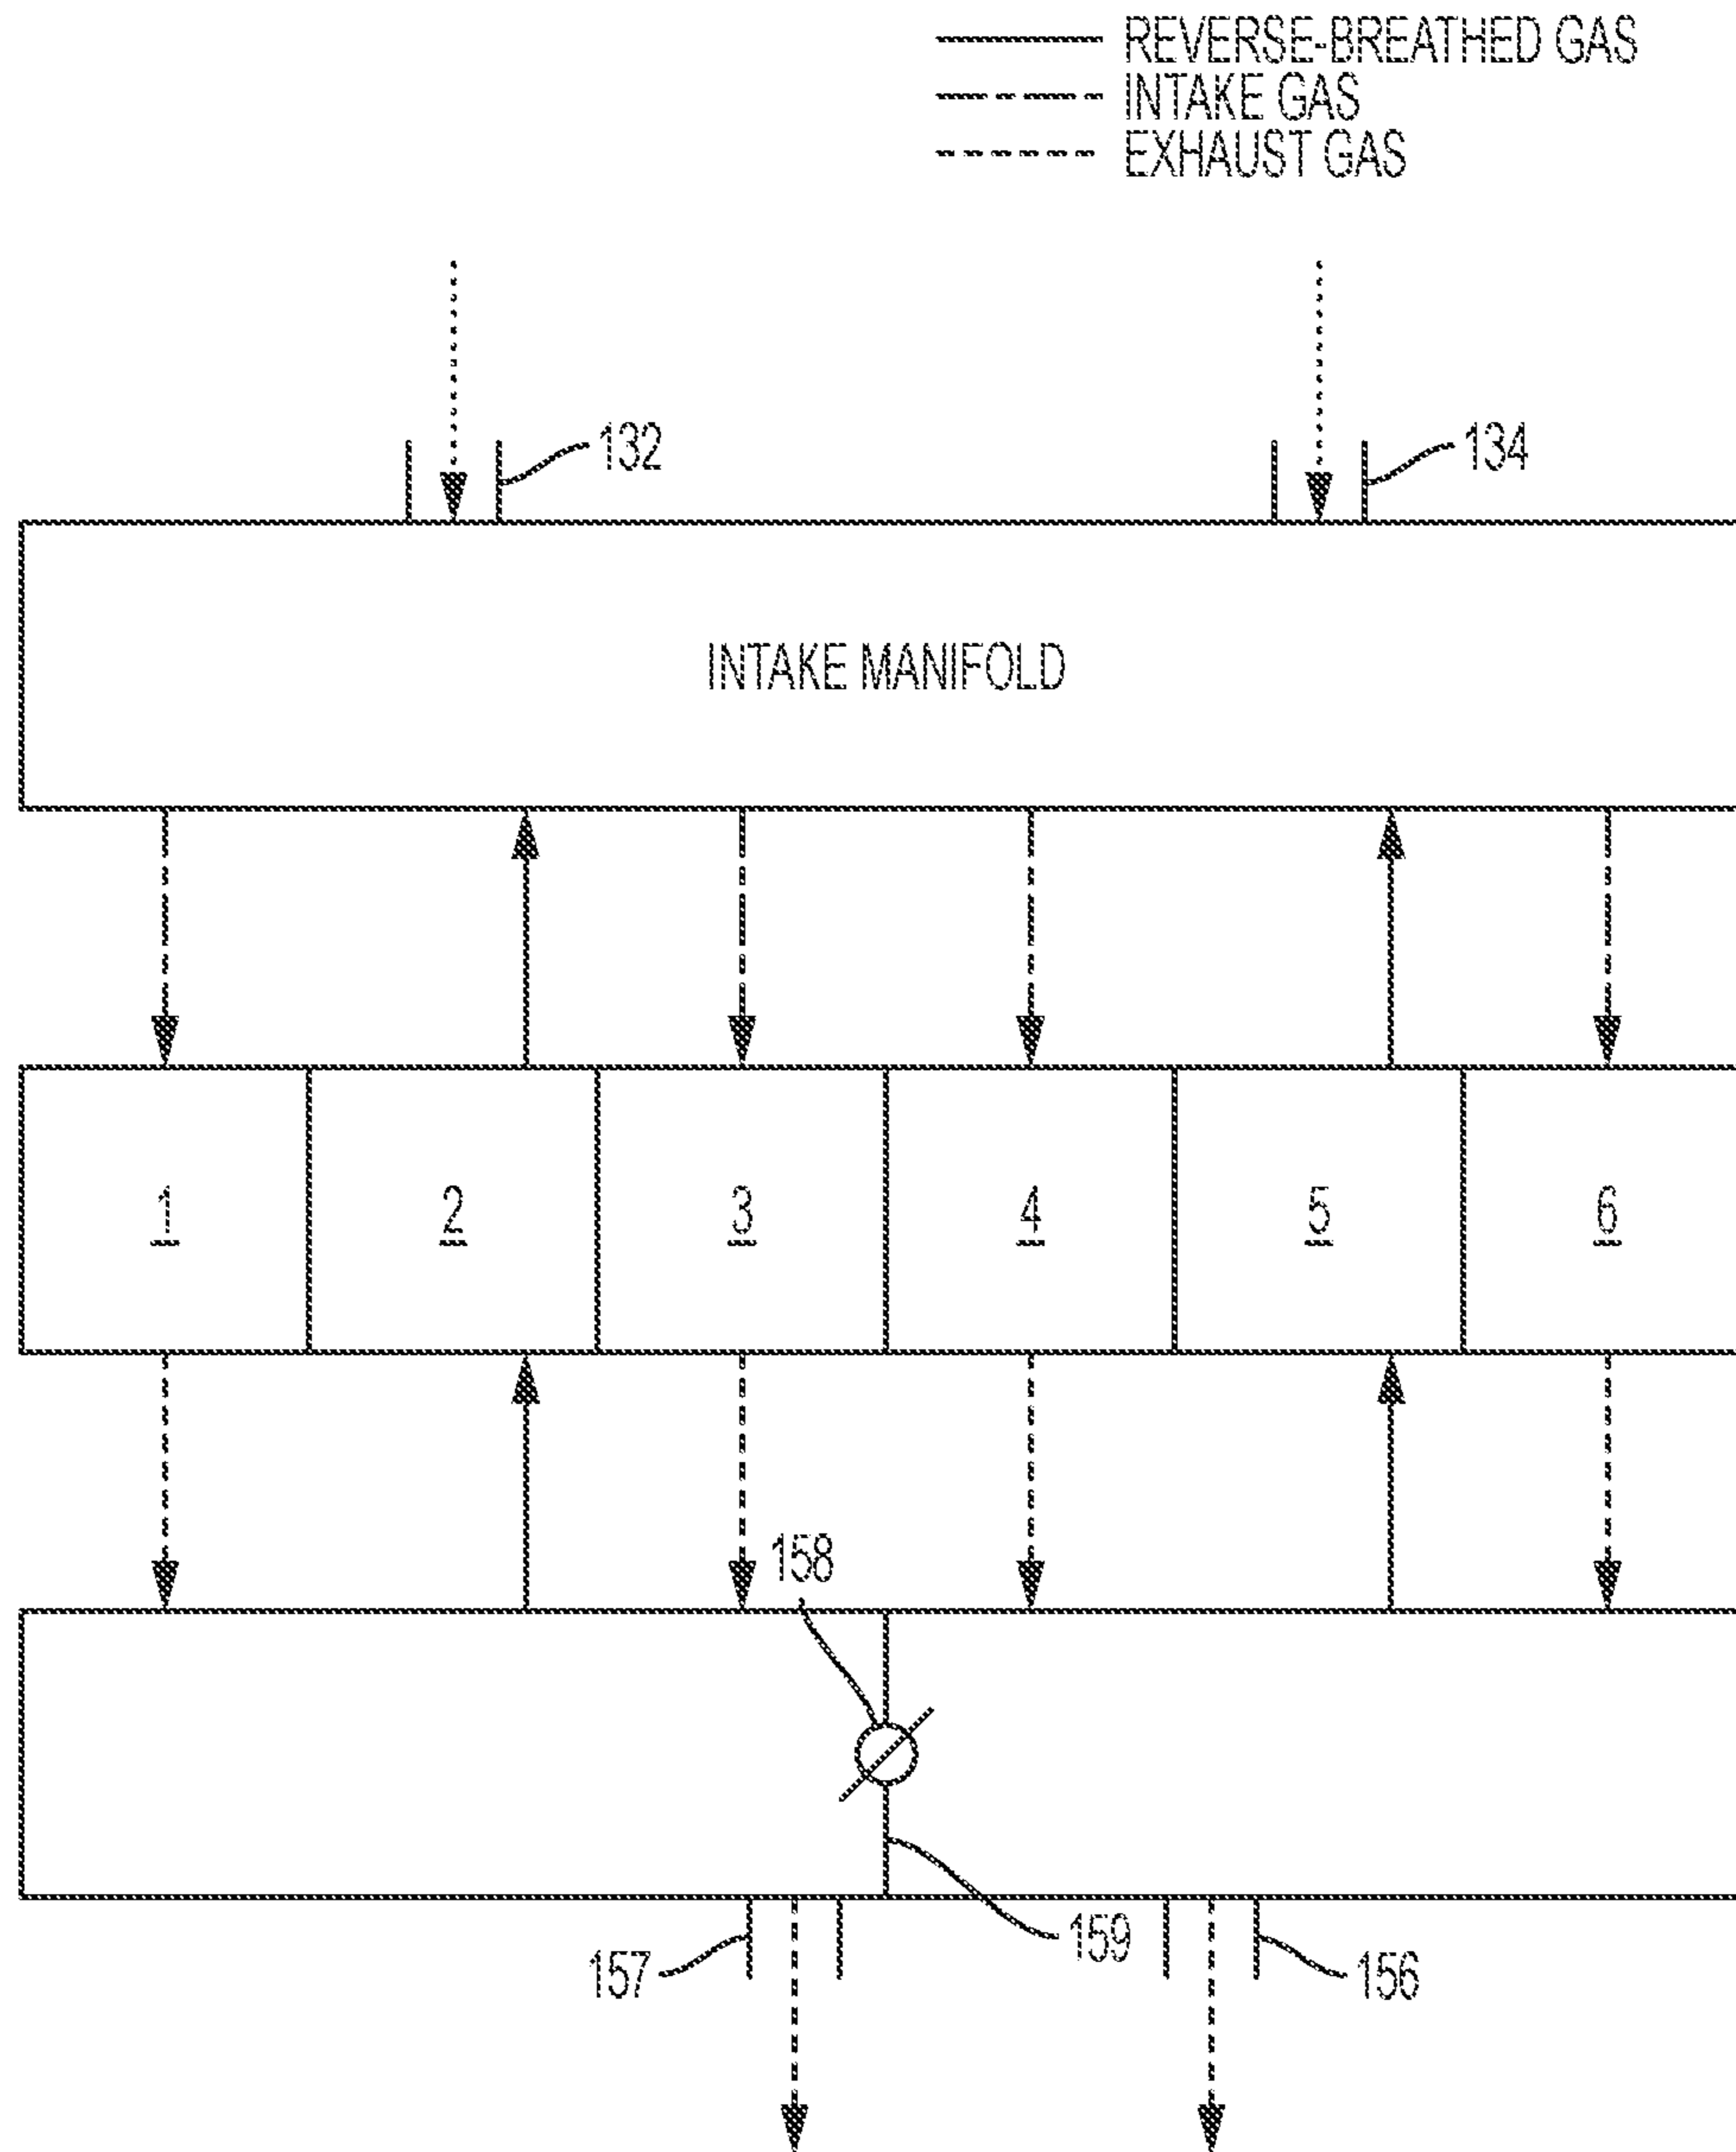 REVERSE-BREATHED GAS
INTAKE GAS
EXHAUST GAS
132
134
INTAKE MANIFOLD
1 2 3 4 5 6
158
159
157
156